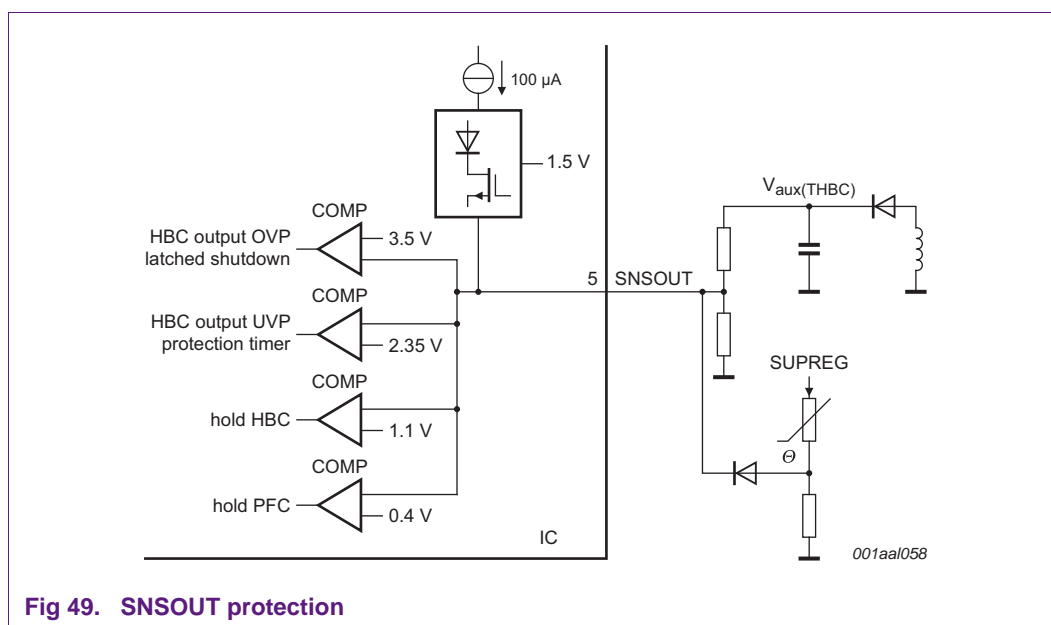 100 µA
1.5 V
COMP
HBC output OVP
latched shutdown
3.5 V
COMP
HBC output UVP
protection timer
2.35 V
COMP
hold HBC
1.1 V
COMP
hold PFC
0.4 V
IC
5 SNSOUT
Vaux(THBC)
SUPREG
Θ
001aal058
Fig 49. SNSOUT protection